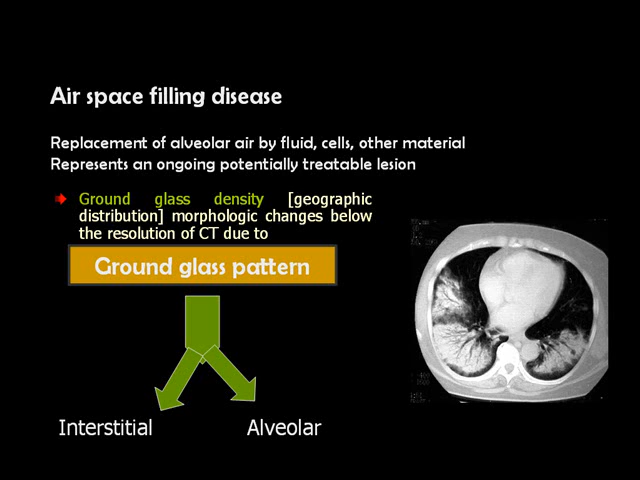 Air space filling disease
Replacement of alveolar air by fluid, cells, other material
Represents an ongoing potentially treatable lesion
Ground glass density [geographic
distribution] morphologic changes below
the resolution of CT due to
Ground glass pattern
Interstitial
Alveolar